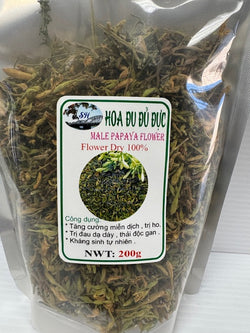 SYH
HOA ĐU ĐỦ ĐỰC
MALE PAPAYA FLOWER
Flower Dry 100%
Công dụng:
* Tăng cường miễn dịch , trị ho.
* Trị đau dạ dày , thải độc gan .
* Kháng sinh tự nhiên .
NWT: 200g